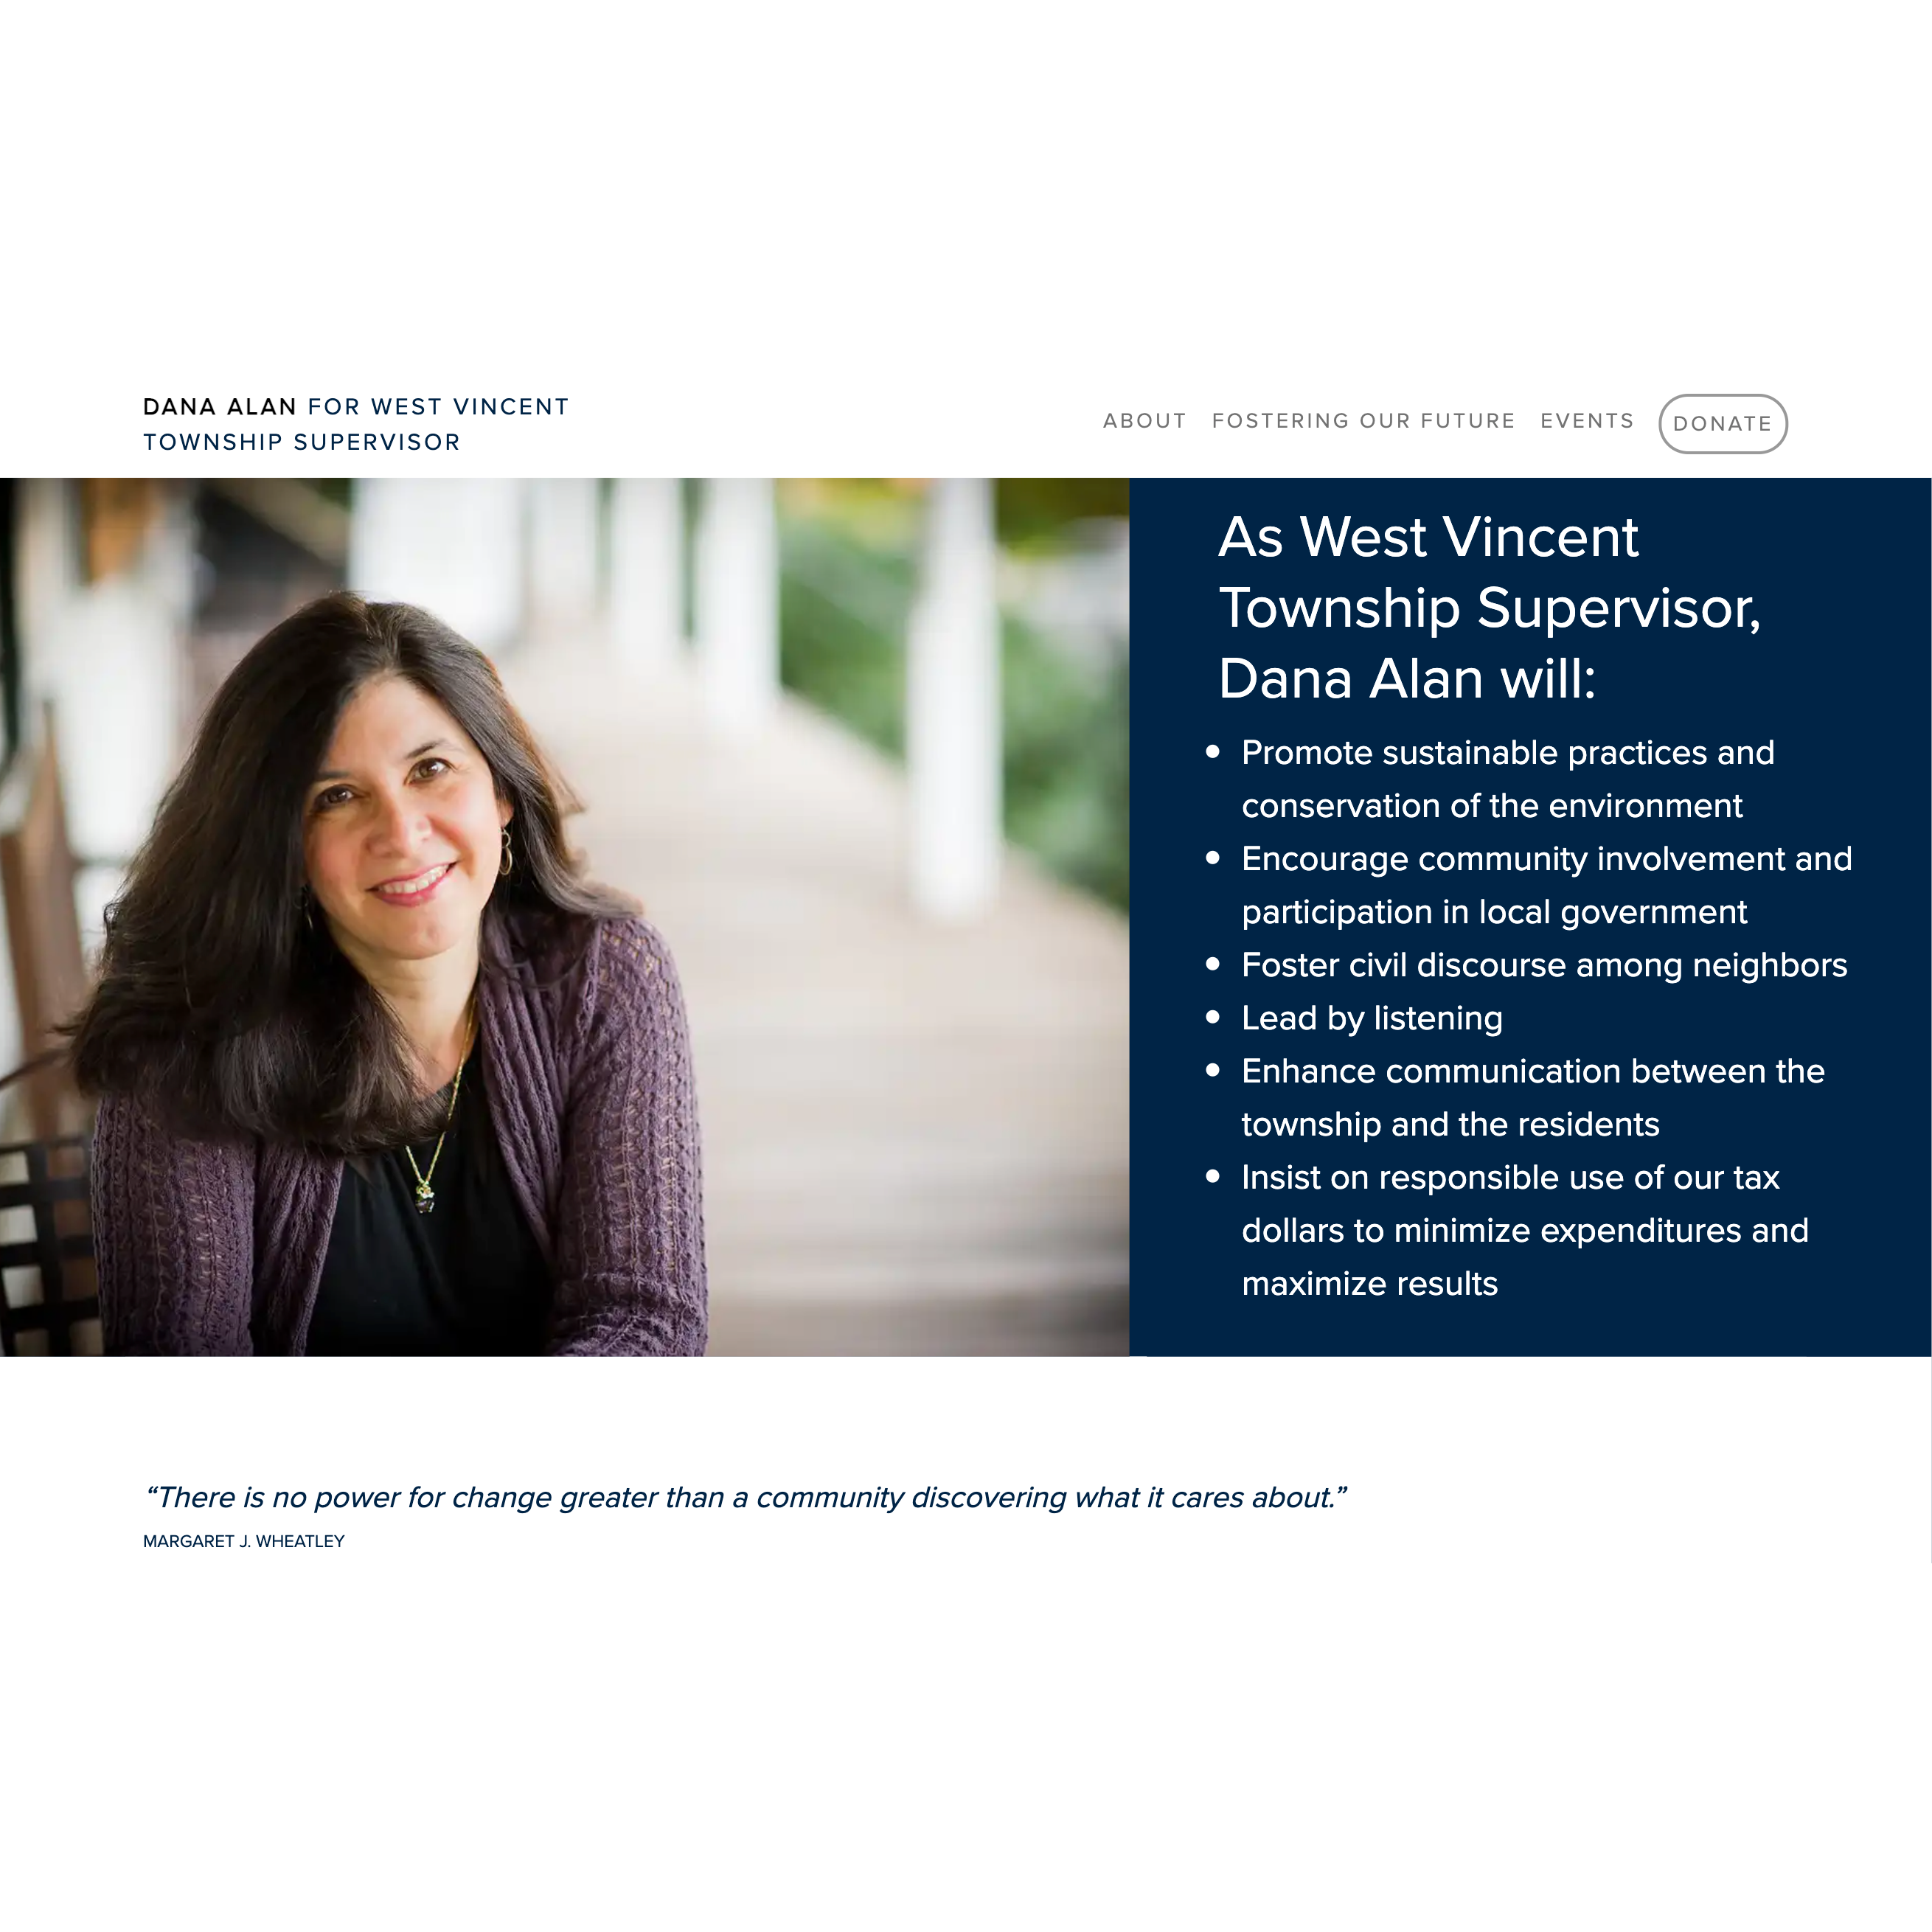 DANA ALAN FOR WEST VINCENT
TOWNSHIP SUPERVISOR
ABOUT FOSTERING OUR FUTURE EVENTS DONATE
As West Vincent
Township Supervisor,
Dana Alan will:
• Promote sustainable practices and
conservation of the environment
• Encourage community involvement and
participation in local government
• Foster civil discourse among neighbors
• Lead by listening
• Enhance communication between the
township and the residents
• Insist on responsible use of our tax
dollars to minimize expenditures and
maximize results
“There is no power for change greater than a community discovering what it cares about.”
MARGARET J. WHEATLEY